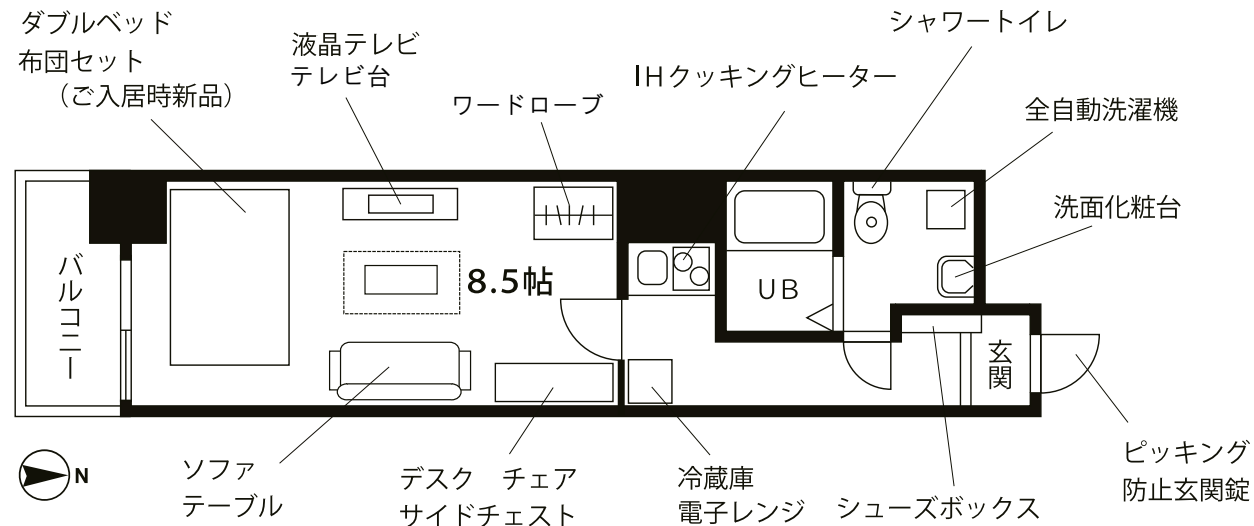 ダブルベッド
布団セット
（ご入居時新品）
液晶テレビ
テレビ台
ワードローブ
IHクッキングヒーター
シャワートイレ
全自動洗濯機
洗面化粧台
バルコニー
8.5帖
UB
玄関
N
ソファ
テーブル
デスク　チェア
サイドチェスト
冷蔵庫
電子レンジ
シューズボックス
ピッキング
防止玄関錠